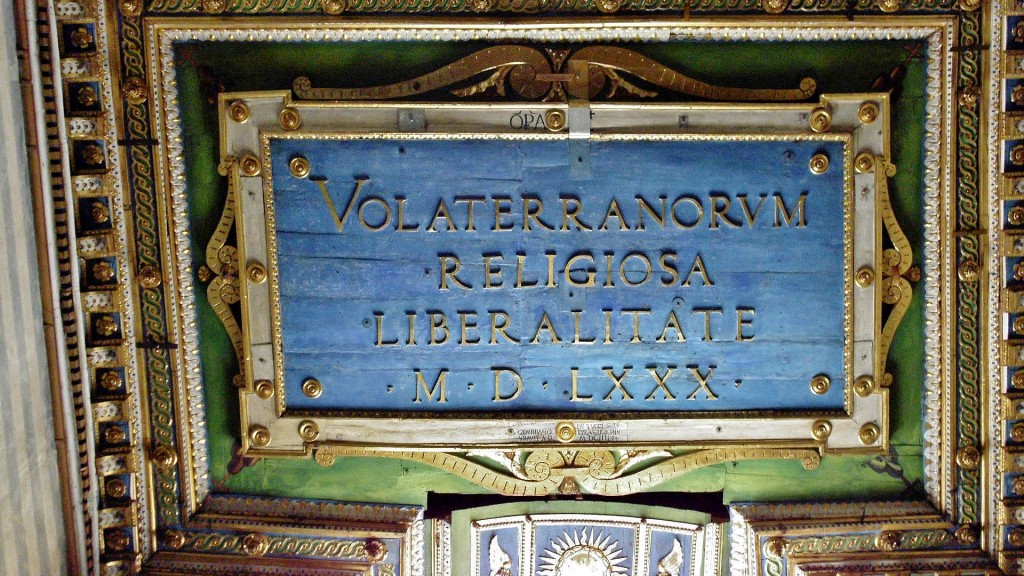 OPA
VOLATERRANORVM
RELIGIOSA
LIBERALITATE
· M · D · LXXX ·